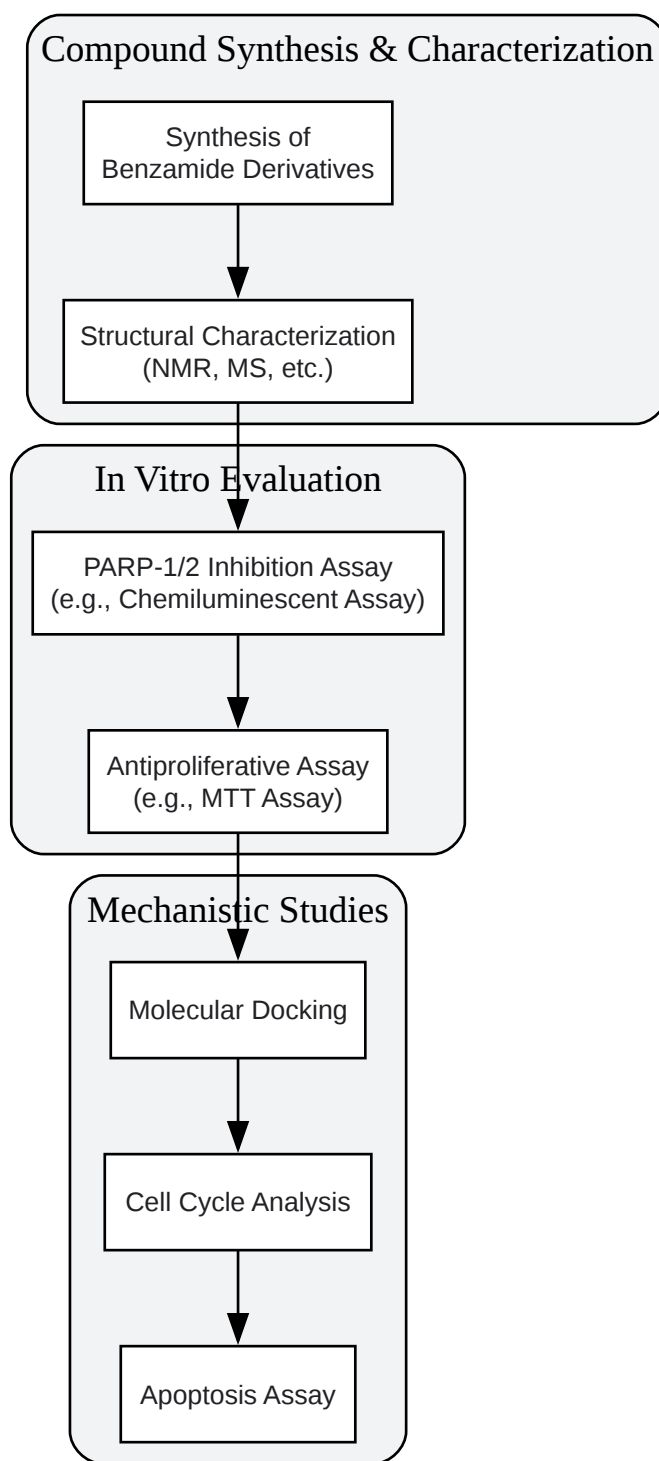 Compound Synthesis & Characterization
Synthesis of
Benzamide Derivatives
Structural Characterization
(NMR, MS, etc.)
In Vitro Evaluation
PARP-1/2 Inhibition Assay
(e.g., Chemiluminescent Assay)
Antiproliferative Assay
(e.g., MTT Assay)
Mechanistic Studies
Molecular Docking
Cell Cycle Analysis
Apoptosis Assay